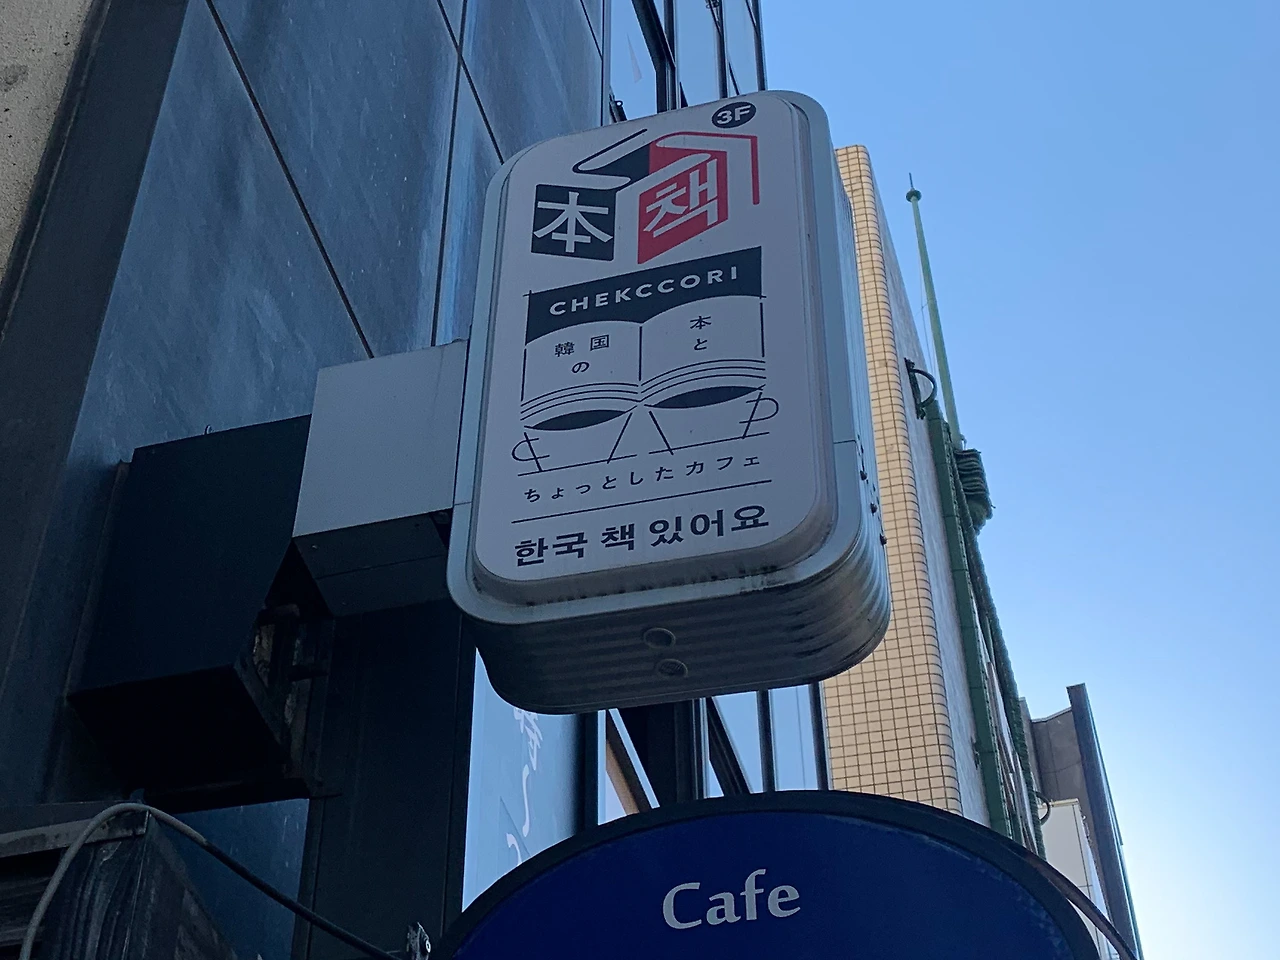 3F
本 책
CHEKCCORI
韓国の 本と
ちょっとしたカフェ
한국 책 있어요
Cafe